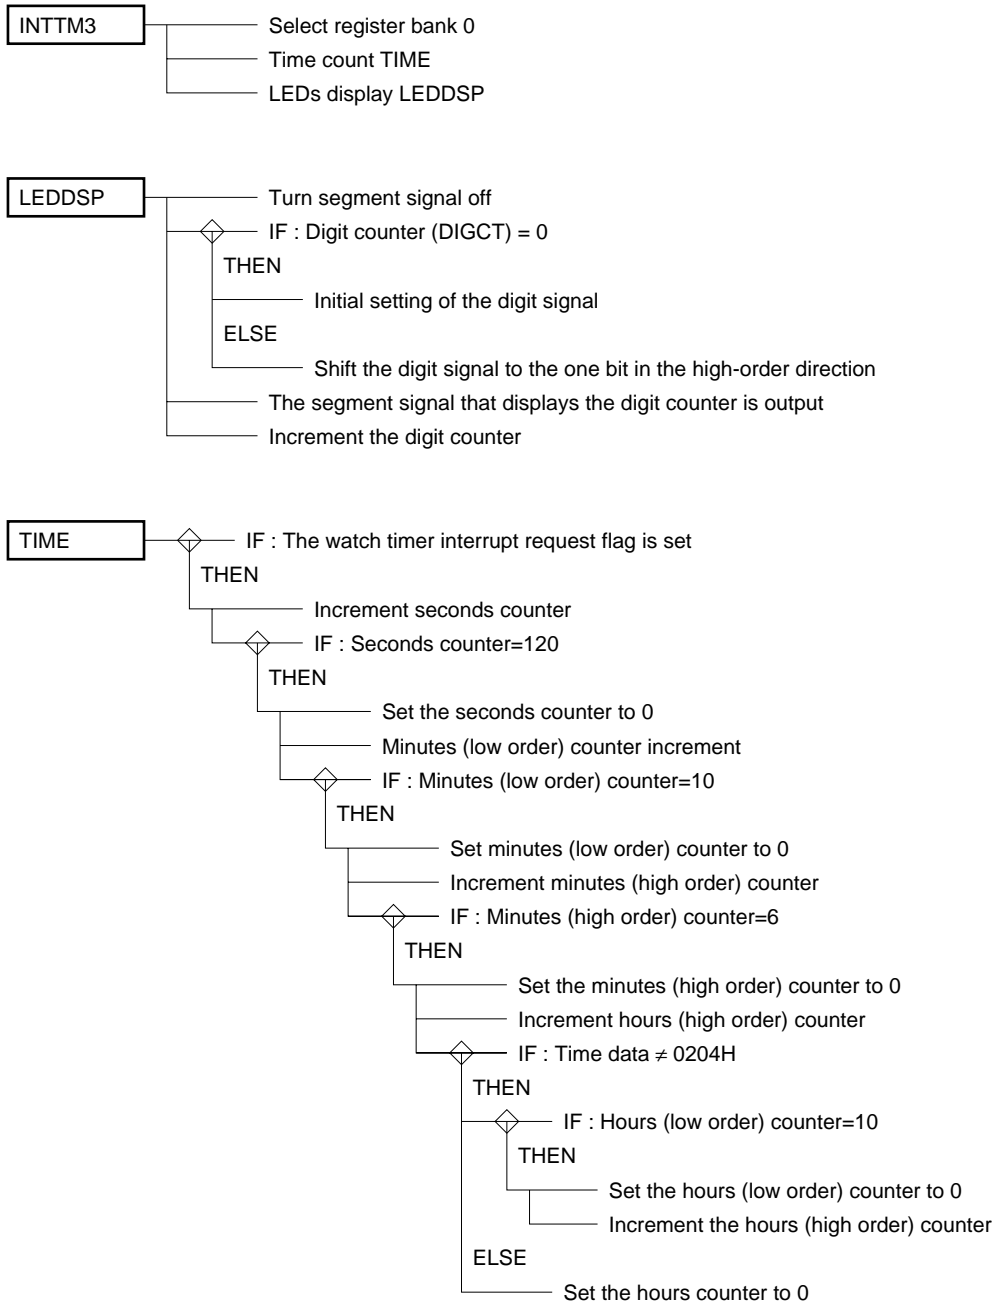 INTTM3
Select register bank 0
Time count TIME
LEDs display LEDDSP
LEDDSP
Turn segment signal off
IF : Digit counter (DIGCT) = 0
THEN
Initial setting of the digit signal
ELSE
Shift the digit signal to the one bit in the high-order direction
The segment signal that displays the digit counter is output
Increment the digit counter
TIME
IF : The watch timer interrupt request flag is set
THEN
Increment seconds counter
IF : Seconds counter=120
THEN
Set the seconds counter to 0
Minutes (low order) counter increment
IF : Minutes (low order) counter=10
THEN
Set minutes (low order) counter to 0
Increment minutes (high order) counter
IF : Minutes (high order) counter=6
THEN
Set the minutes (high order) counter to 0
Increment hours (high order) counter
IF : Time data ≠ 0204H
THEN
IF : Hours (low order) counter=10
THEN
Set the hours (low order) counter to 0
Increment the hours (high order) counter
ELSE
Set the hours counter to 0